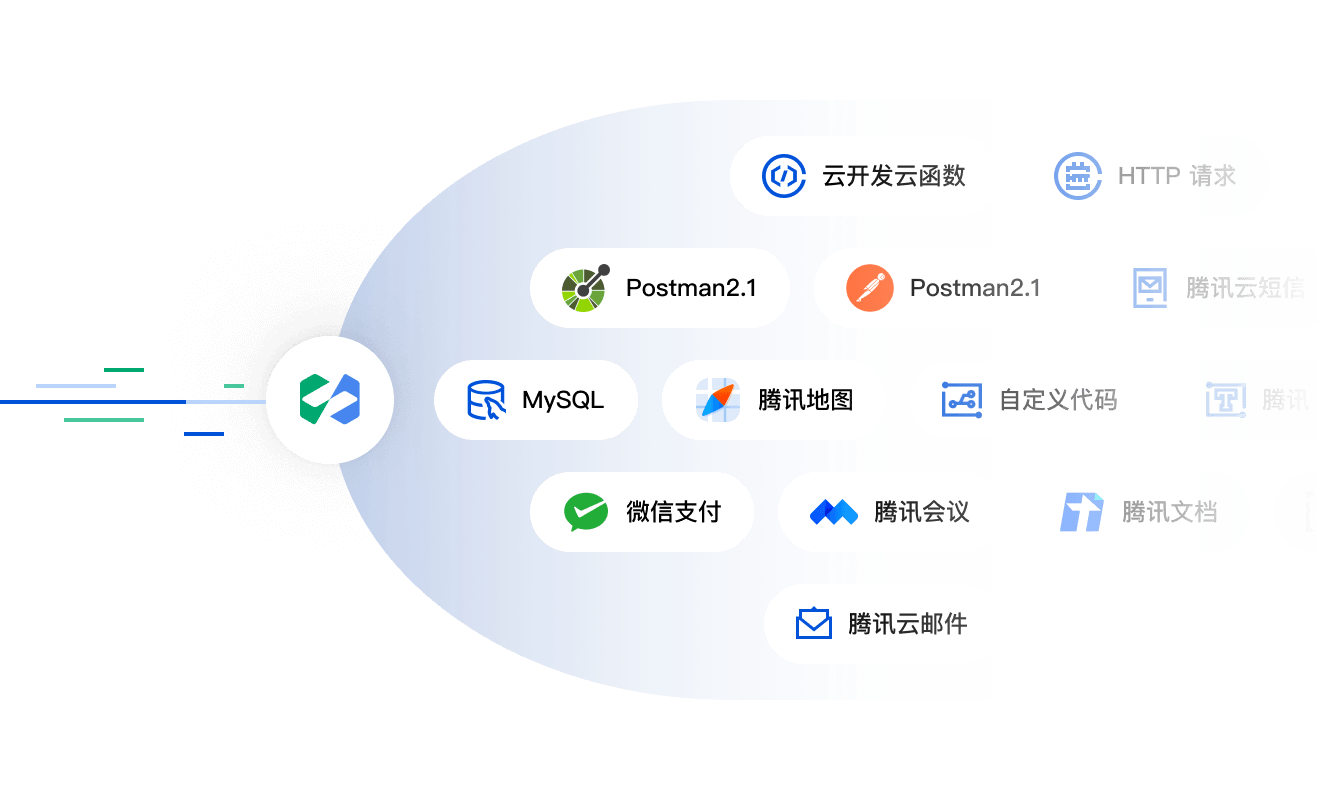 云开发云函数
HTTP 请求
Postman2.1
Postman2.1
腾讯云短信
MySQL
腾讯地图
自定义代码
腾讯
微信支付
腾讯会议
腾讯文档
腾讯云邮件